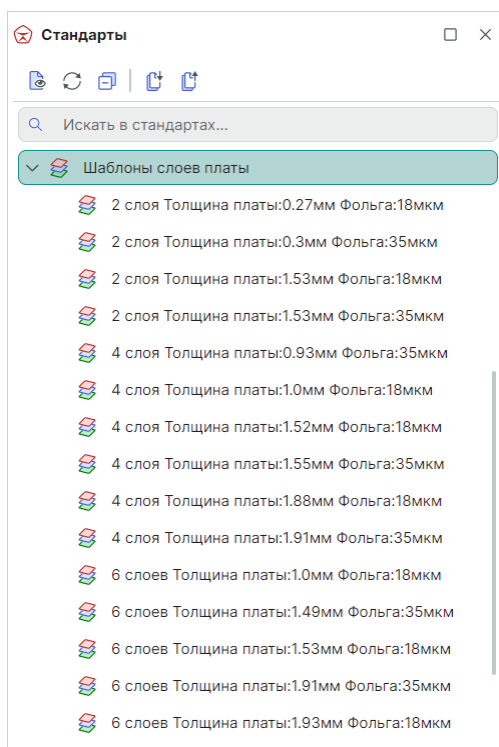 Стандарты
Искать в стандартах...
Шаблоны слоев платы
2 слоя Толщина платы:0.27мм Фольга:18мкм
2 слоя Толщина платы:0.3мм Фольга:35мкм
2 слоя Толщина платы:1.53мм Фольга:18мкм
2 слоя Толщина платы:1.53мм Фольга:35мкм
4 слоя Толщина платы:0.93мм Фольга:35мкм
4 слоя Толщина платы:1.0мм Фольга:18мкм
4 слоя Толщина платы:1.52мм Фольга:18мкм
4 слоя Толщина платы:1.55мм Фольга:35мкм
4 слоя Толщина платы:1.88мм Фольга:18мкм
4 слоя Толщина платы:1.91мм Фольга:35мкм
6 слоев Толщина платы:1.0мм Фольга:18мкм
6 слоев Толщина платы:1.49мм Фольга:35мкм
6 слоев Толщина платы:1.53мм Фольга:18мкм
6 слоев Толщина платы:1.91мм Фольга:35мкм
6 слоев Толщина платы:1.93мм Фольга:18мкм